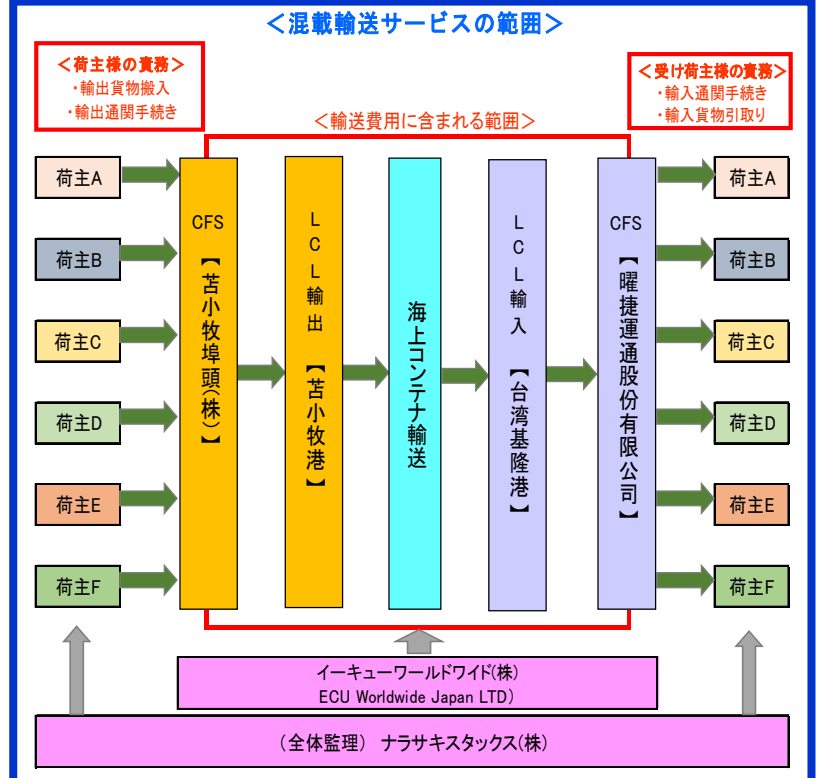 ＜混載輸送サービスの範囲＞
＜荷主様の責務＞
・輸出貨物搬入
・輸出通関手続き
＜受け荷主様の責務＞
・輸入通関手続き
・輸入貨物引取り
＜輸送費用に含まれる範囲＞
荷主A
荷主B
荷主C
荷主D
荷主E
荷主F
CFS 【苫小牧埠頭(株)】
LCL輸出 【苫小牧港】
海上コンテナ輸送
LCL輸入 【台湾基隆港】
CFS 【曜捷運通股份有限公司】
荷主A
荷主B
荷主C
荷主D
荷主E
荷主F
イーキューワールドワイド(株)
ECU Worldwide Japan LTD)
（全体監理） ナラサキスタックス(株)